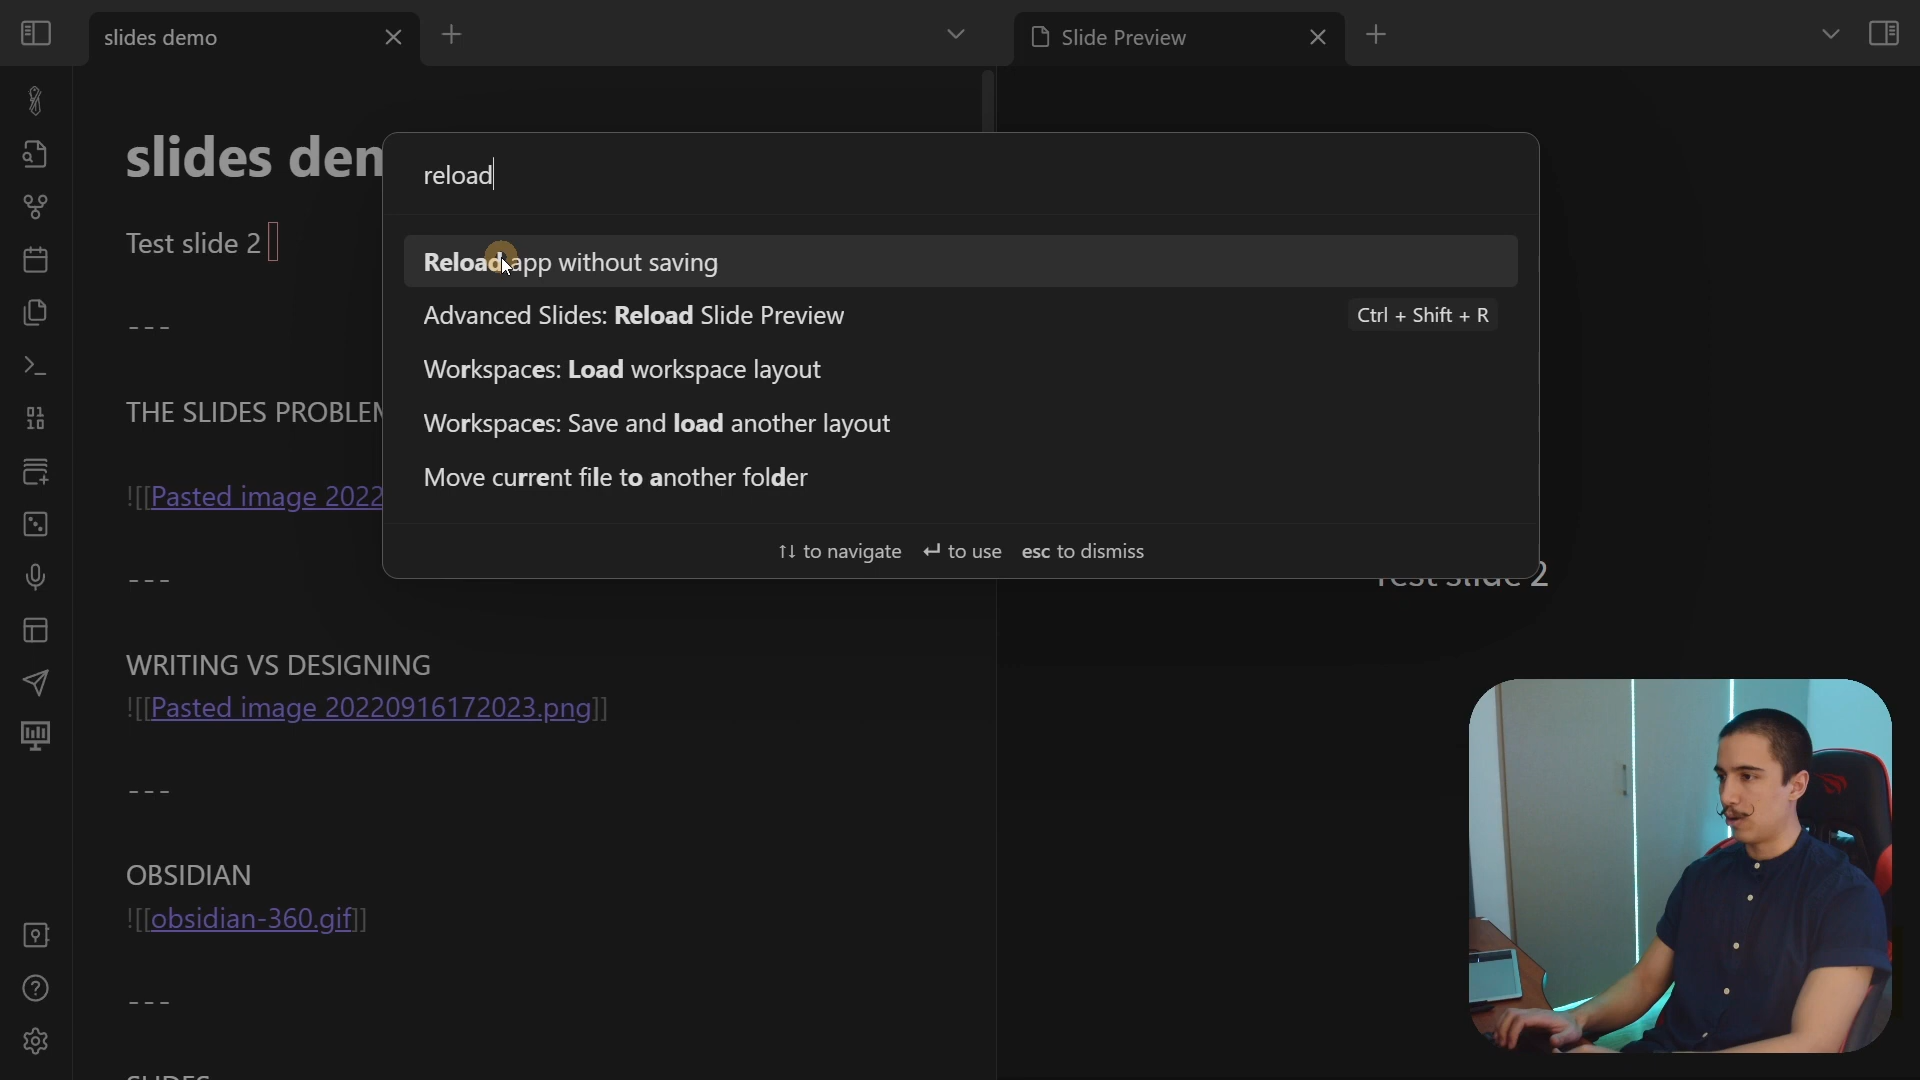 slides demo
Slide Preview
slides den
Test slide 2
---
THE SLIDES PROBLEM
![[Pasted image 2022
---
WRITING VS DESIGNING
![[Pasted image 20220916172023.png]]
---
OBSIDIAN
![[obsidian-360.gif]]
---
SLIDES
reload
Reload app without saving
Advanced Slides: Reload Slide Preview
Ctrl + Shift + R
Workspaces: Load workspace layout
Workspaces: Save and load another layout
Move current file to another folder
↑↓ to navigate ↵ to use esc to dismiss
Test slide 2